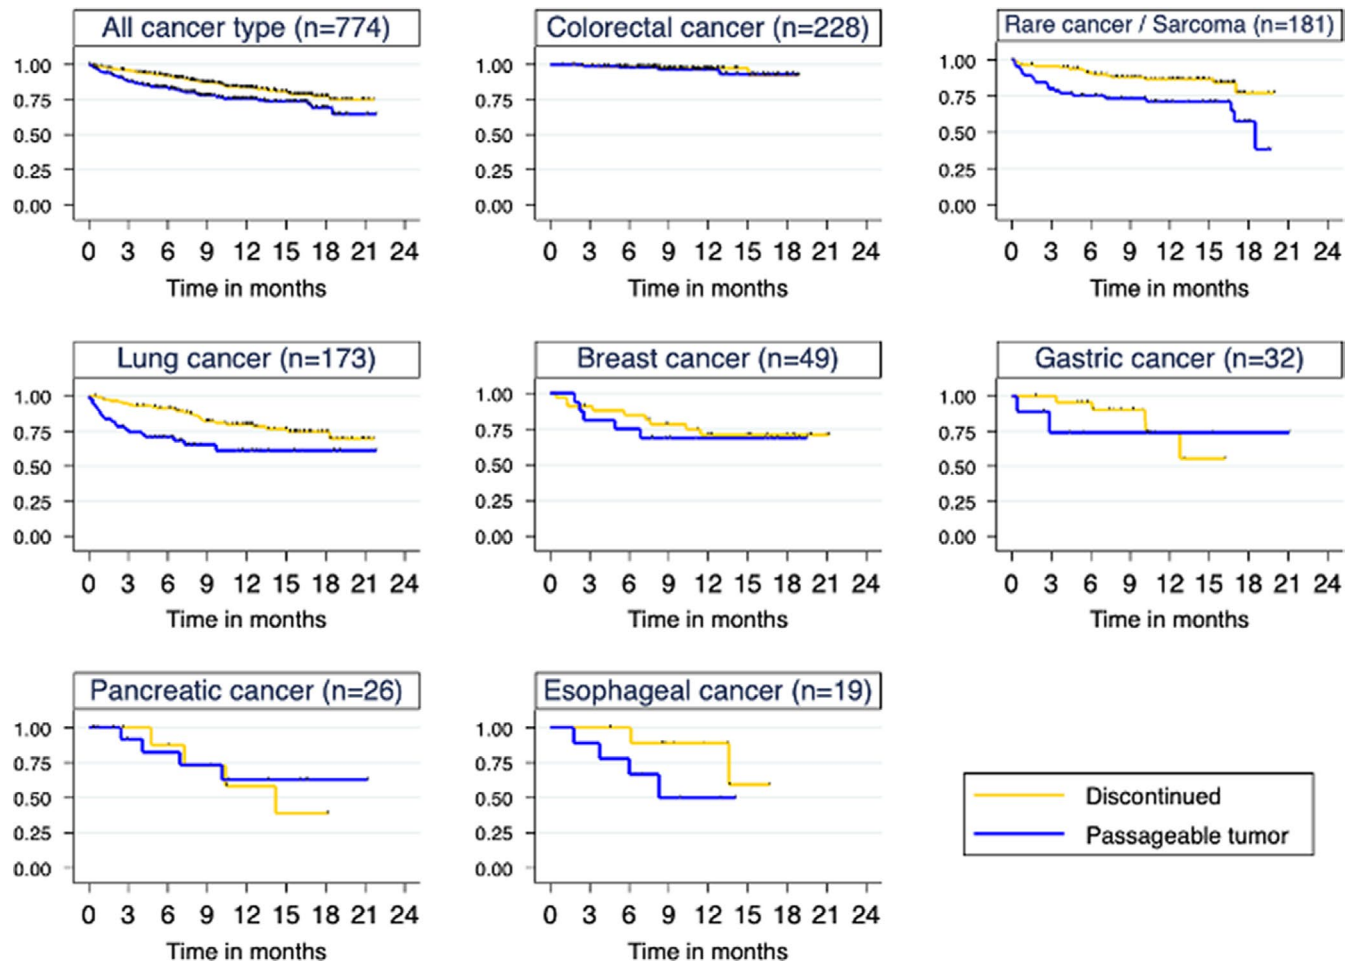 All cancer type (n=774)
1.00
0.75
0.50
0.25
0.00
0 3 6 9 12 15 18 21 24
Time in months
Colorectal cancer (n=228)
1.00
0.75
0.50
0.25
0.00
0 3 6 9 12 15 18 21 24
Time in months
Rare cancer / Sarcoma (n=181)
1.00
0.75
0.50
0.25
0.00
0 3 6 9 12 15 18 21 24
Time in months
Lung cancer (n=173)
1.00
0.75
0.50
0.25
0.00
0 3 6 9 12 15 18 21 24
Time in months
Breast cancer (n=49)
1.00
0.75
0.50
0.25
0.00
0 3 6 9 12 15 18 21 24
Time in months
Gastric cancer (n=32)
1.00
0.75
0.50
0.25
0.00
0 3 6 9 12 15 18 21 24
Time in months
Pancreatic cancer (n=26)
1.00
0.75
0.50
0.25
0.00
0 3 6 9 12 15 18 21 24
Time in months
Esophageal cancer (n=19)
1.00
0.75
0.50
0.25
0.00
0 3 6 9 12 15 18 21 24
Time in months
Discontinued
Passageable tumor